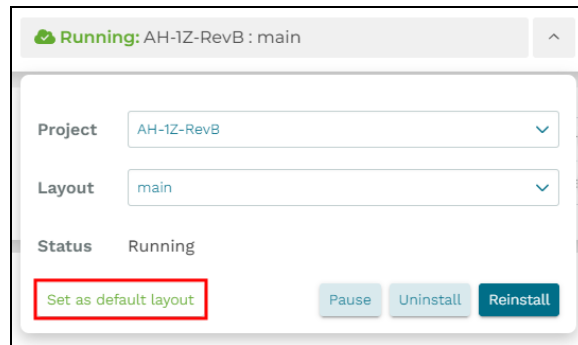 Running: AH-1Z-RevB : main
Project AH-1Z-RevB
Layout main
Status Running
Set as default layout Pause Uninstall Reinstall